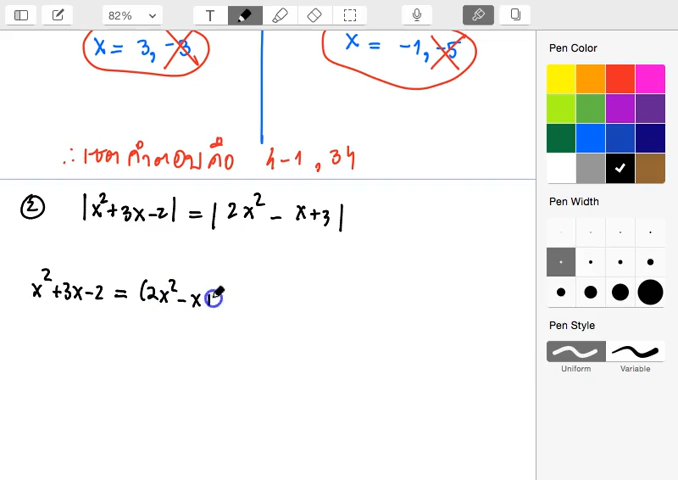 82%
T
x = 3, -3
x = -1, -5
∴ เซตคำตอบคือ {-1, 3}
② |x²+3x-2| = |2x² - x+3|
x²+3x-2 = (2x² - x
Pen Color
Pen Width
Pen Style
Uniform Variable